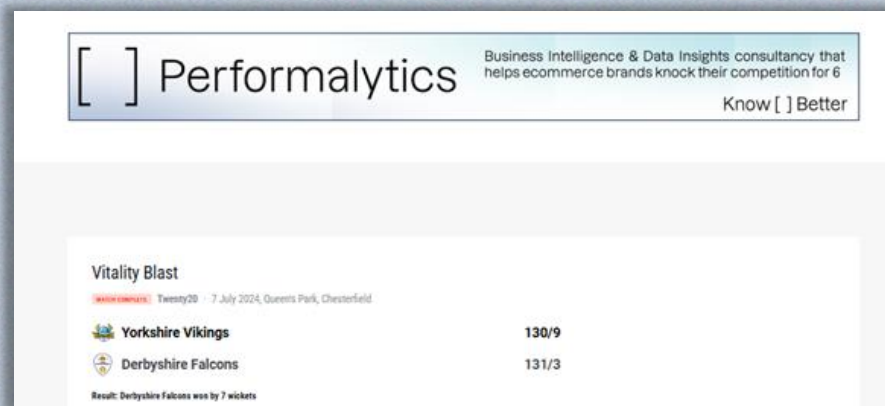 [ ] Performalytics
Business Intelligence & Data Insights consultancy that
helps ecommerce brands knock their competition for 6
Know [ ] Better
Vitality Blast
MATCH COMPLETE Twenty20 · 7 July 2024, Queen's Park, Chesterfield
Yorkshire Vikings 130/9
Derbyshire Falcons 131/3
Result: Derbyshire Falcons won by 7 wickets